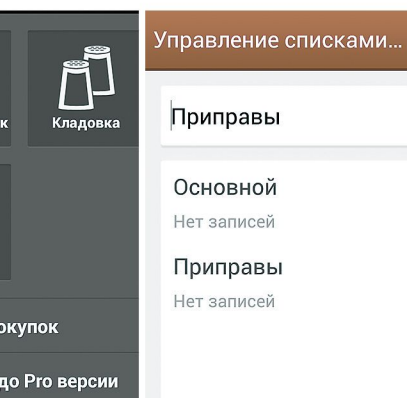 к
Кладовка
окупок
до Pro версии
Управление списками...
Приправы
Основной
Нет записей
Приправы
Нет записей